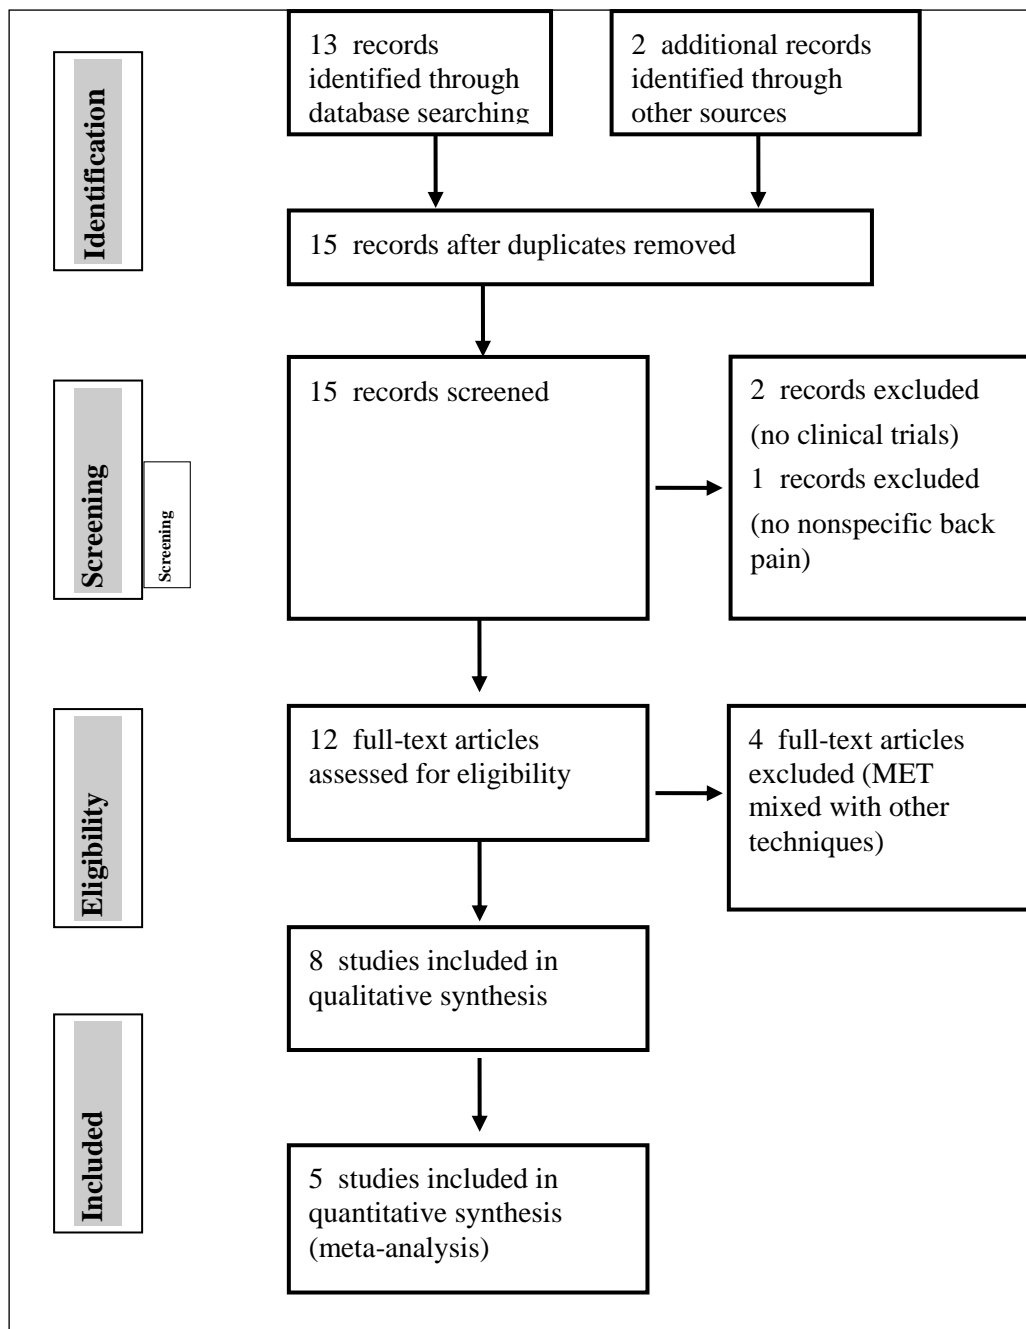 13 records
identified through
database searching
2 additional records
identified through
other sources
Identification
15 records after duplicates removed
15 records screened
2 records excluded
(no clinical trials)
1 records excluded
(no nonspecific back
pain)
Screening
Screening
12 full-text articles
assessed for eligibility
4 full-text articles
excluded (MET
mixed with other
techniques)
Eligibility
8 studies included in
qualitative synthesis
Included
5 studies included in
quantitative synthesis
(meta-analysis)